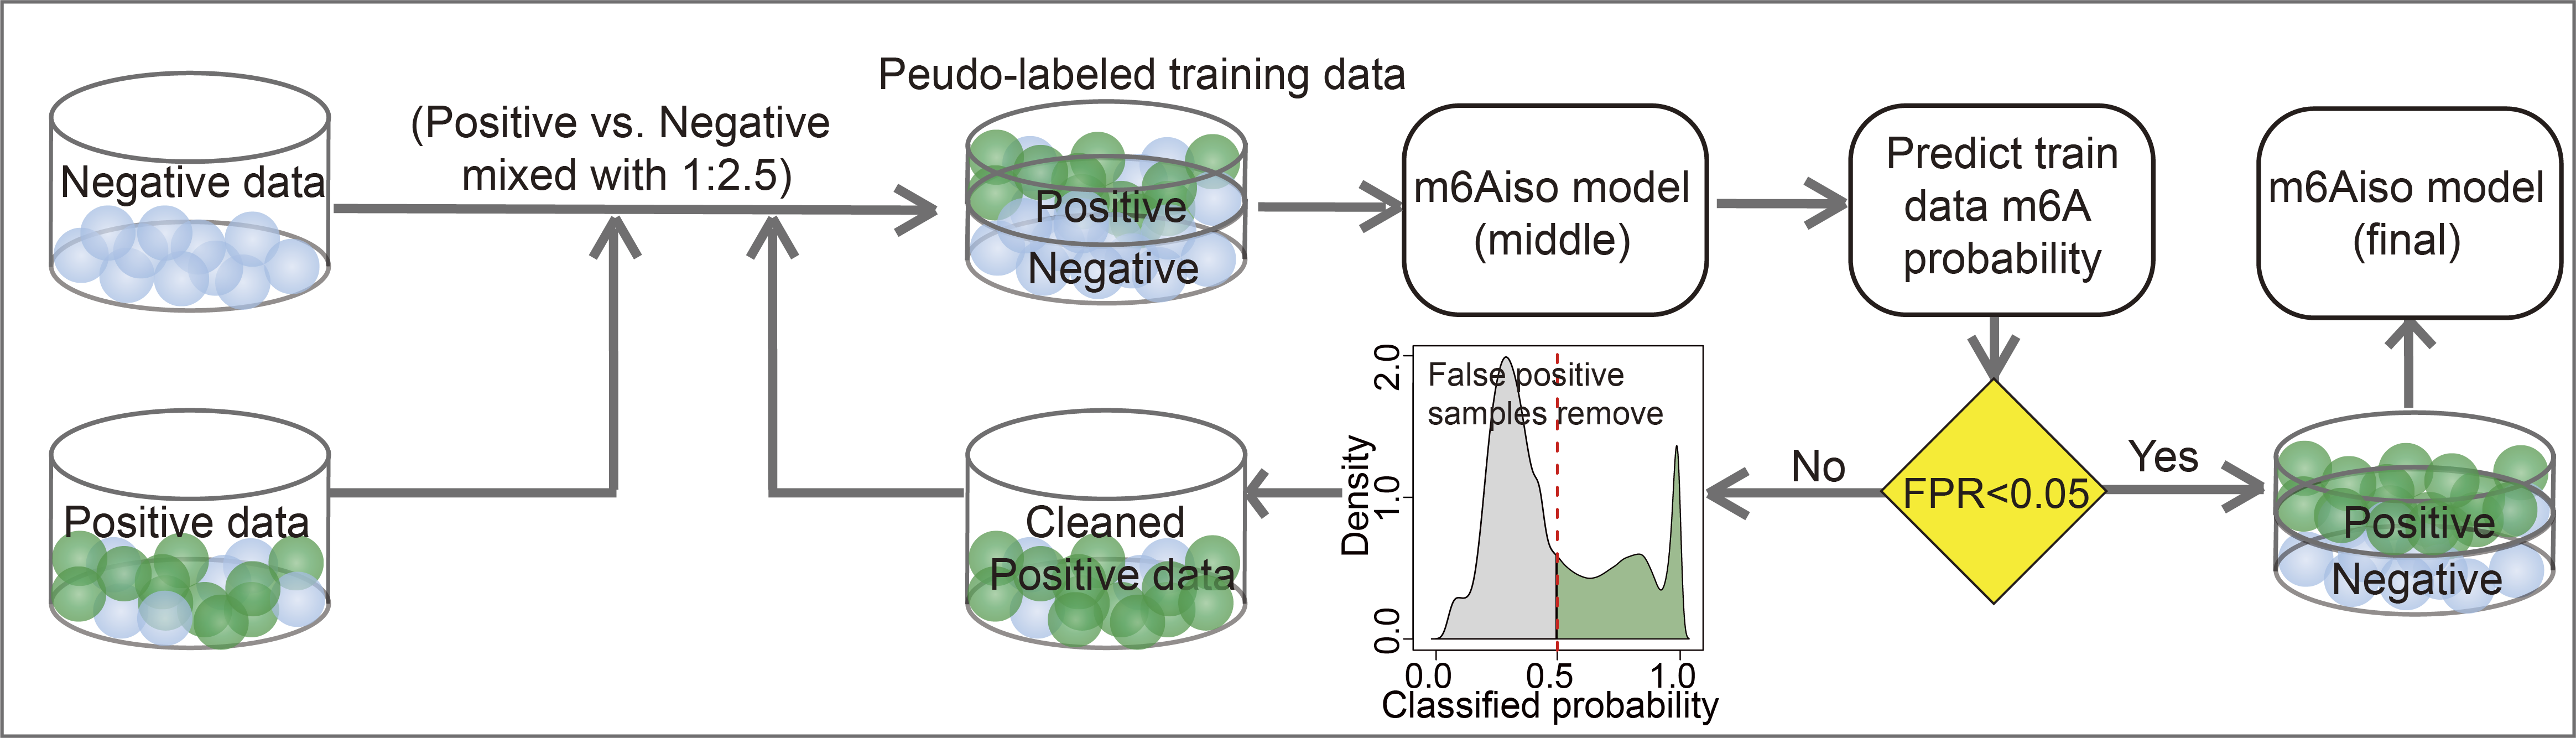 Negative data
(Positive vs. Negative
mixed with 1:2.5)
Peudo-labeled training data
Positive
Negative
m6Aiso model
(middle)
Predict train
data m6A
probability
m6Aiso model
(final)
Positive data
Cleaned
Positive data
False positive
samples remove
Density
2.0
1.0
0.0
0.0
0.5
1.0
Classified probability
No
FPR<0.05
Yes
Positive
Negative